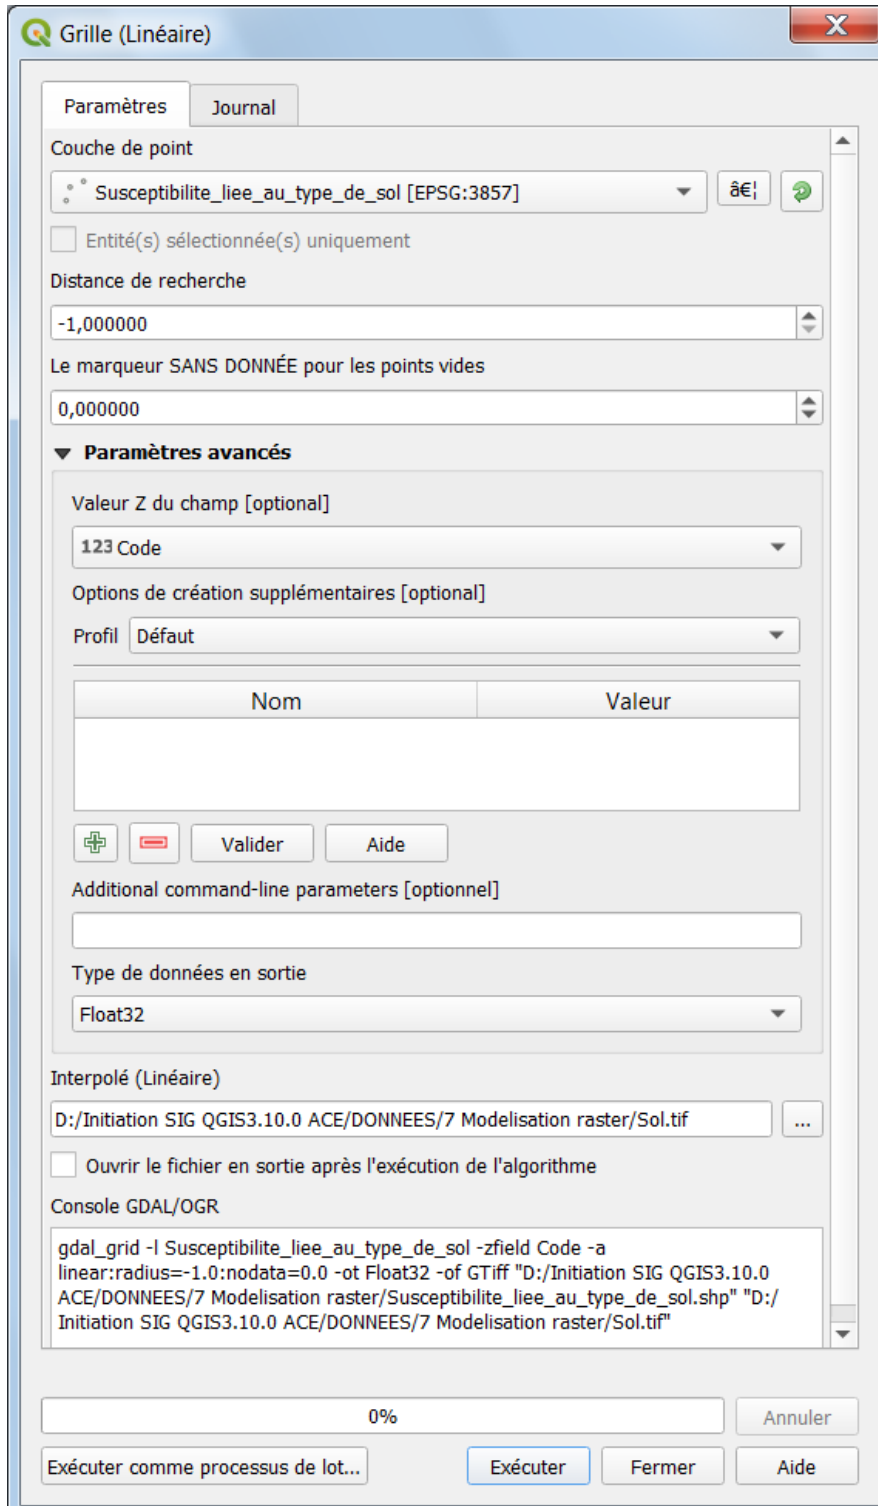 Grille (Linéaire)
Paramètres
Journal
Couche de point
Susceptibilite_liee_au_type_de_sol [EPSG:3857]
â€¦
Entité(s) sélectionnée(s) uniquement
Distance de recherche
-1,000000
Le marqueur SANS DONNÉE pour les points vides
0,000000
Paramètres avancés
Valeur Z du champ [optional]
123 Code
Options de création supplémentaires [optional]
Profil Défaut
Nom Valeur
Valider Aide
Additional command-line parameters [optionnel]
Type de données en sortie
Float32
Interpolé (Linéaire)
D:/Initiation SIG QGIS3.10.0 ACE/DONNEES/7 Modelisation raster/Sol.tif ...
Ouvrir le fichier en sortie après l'exécution de l'algorithme
Console GDAL/OGR
gdal_grid -l Susceptibilite_liee_au_type_de_sol -zfield Code -a
linear:radius=-1.0:nodata=0.0 -ot Float32 -of GTiff "D:/Initiation SIG QGIS3.10.0
ACE/DONNEES/7 Modelisation raster/Susceptibilite_liee_au_type_de_sol.shp" "D:/
Initiation SIG QGIS3.10.0 ACE/DONNEES/7 Modelisation raster/Sol.tif"
0% Annuler
Exécuter comme processus de lot... Exécuter Fermer Aide